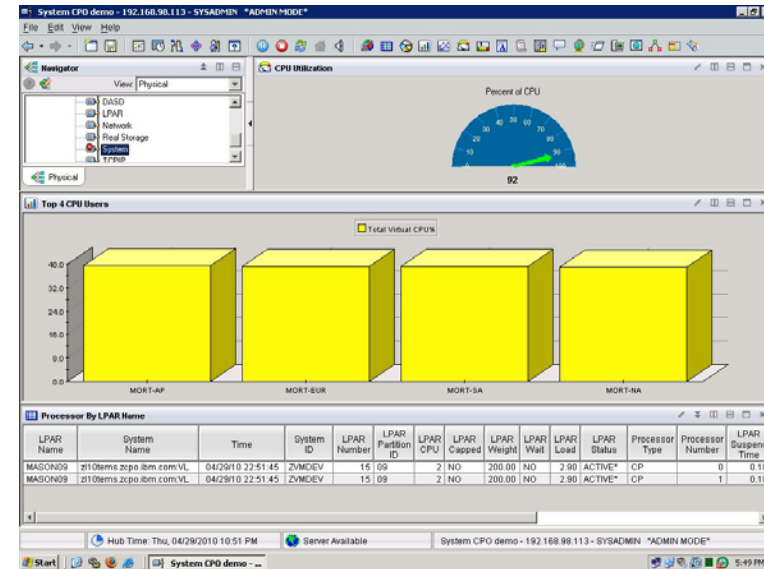 System CPO demo - 192.168.98.113 - SYSADMIN *ADMIN MODE*
File Edit View Help
Navigator
View: Physical
DASD
LPAR
Network
Real Storage
System
TCPIP
Physical
CPU Utilization
Percent of CPU
10 20 30 40 50 60 70 80 90 100
92
Top 4 CPU Users
Total Virtual CPU%
40.0
32.0
24.0
16.0
8.0
0.0
MORT-AP MORT-EUR MORT-SA MORT-NA
Processor By LPAR Name
LPAR Name System Name Time System ID LPAR Number LPAR Partition ID LPAR CPU LPAR Capped LPAR Weight LPAR Wait LPAR Load LPAR Status Processor Type Processor Number LPAR Suspend Time
MASON09 zl10tems.zcpo.ibm.com:VL 04/29/10 22:51:45 ZVMDEV 15 09 2 NO 200.00 NO 2.90 ACTIVE* CP 0 0.10
MASON09 zl10tems.zcpo.ibm.com:VL 04/29/10 22:51:45 ZVMDEV 15 09 2 NO 200.00 NO 2.90 ACTIVE* CP 1 0.10
Hub Time: Thu, 04/29/2010 10:51 PM Server Available System CPO demo - 192.168.98.113 - SYSADMIN *ADMIN MODE*
Start System CPO demo - ... 5:49 PM